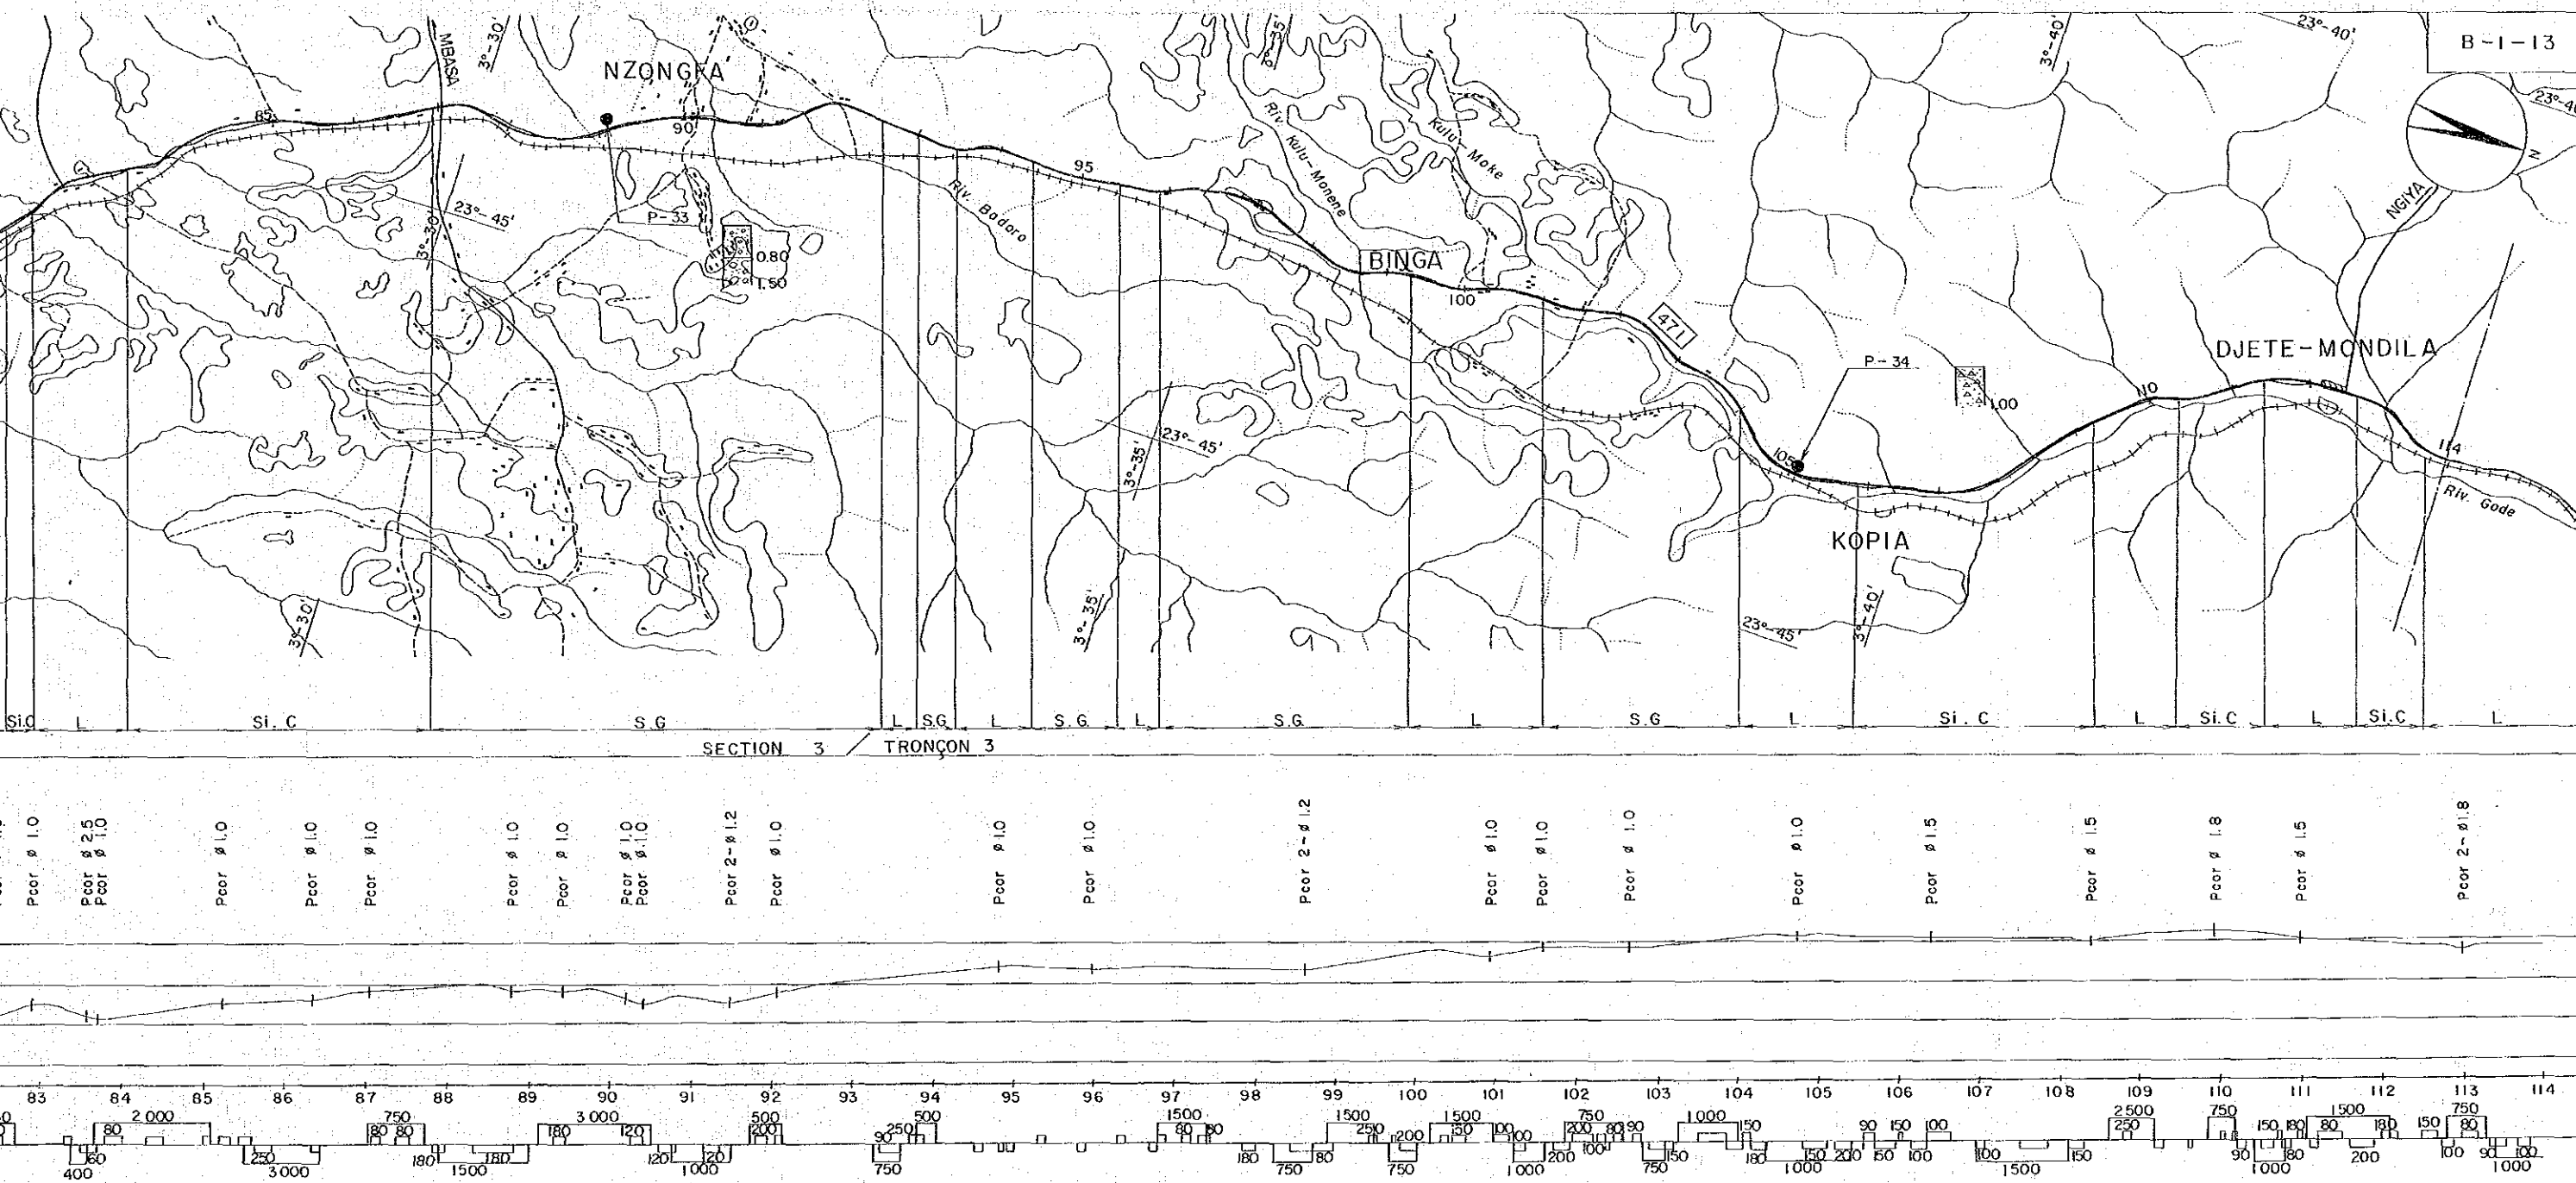 B-1-13
MBASA
3°-30'
NZONGFA
3°-35'
3°-40'
23°-40'
85
90
95
P-33
23°-45'
3°-30'
0.80
1.50
Riv. Badoro
Riv. Kulu-Monene
Kulu-Moke
BINGA
100
471
P-34
1.00
NGIYA
N
DJETE-MONDILA
110
114
Riv. Gode
105
KOPIA
23°-45'
3°-35'
3°-30'
3°-35'
23°-45'
3°-40'
Si.C L Si. C S.G L S.G. L S.G. L S.G. L S.G L Si. C L Si.C L Si.C L
SECTION 3 / TRONÇON 3
Pcor ø 1.0
Pcor ø 2.5
Pcor ø 1.0
Pcor ø 1.0
Pcor ø 1.0
Pcor ø 1.0
Pcor ø 1.0
Pcor ø 1.0
Pcor ø 1.0
Pcor ø 1.0
Pcor 2-ø 1.2
Pcor ø 1.0
Pcor ø 1.0
Pcor ø 1.0
Pcor 2-ø 1.2
Pcor ø 1.0
Pcor ø 1.0
Pcor ø 1.0
Pcor ø 1.0
Pcor ø 1.5
Pcor ø 1.5
Pcor ø 1.8
Pcor ø 1.5
Pcor 2-ø 1.8
83 84 85 86 87 88 89 90 91 92 93 94 95 96 97 98 99 100 101 102 103 104 105 106 107 108 109 110 111 112 113 114
2 000 750 3 000 500 500 1500 1500 1500 750 1000 2500 750 1500 750
80 180 80 180 120 200 250 80 80 250 200 150 100 100 200 80 90 150 90 150 100 250 150 180 80 180 150 80
60 250 180 180 120 120 90 180 80 200 100 150 180 150 200 150 100 100 150 90 180 200 100 90 100
400 3000 1500 1000 750 750 750 1000 750 1000 1500 1000 1000